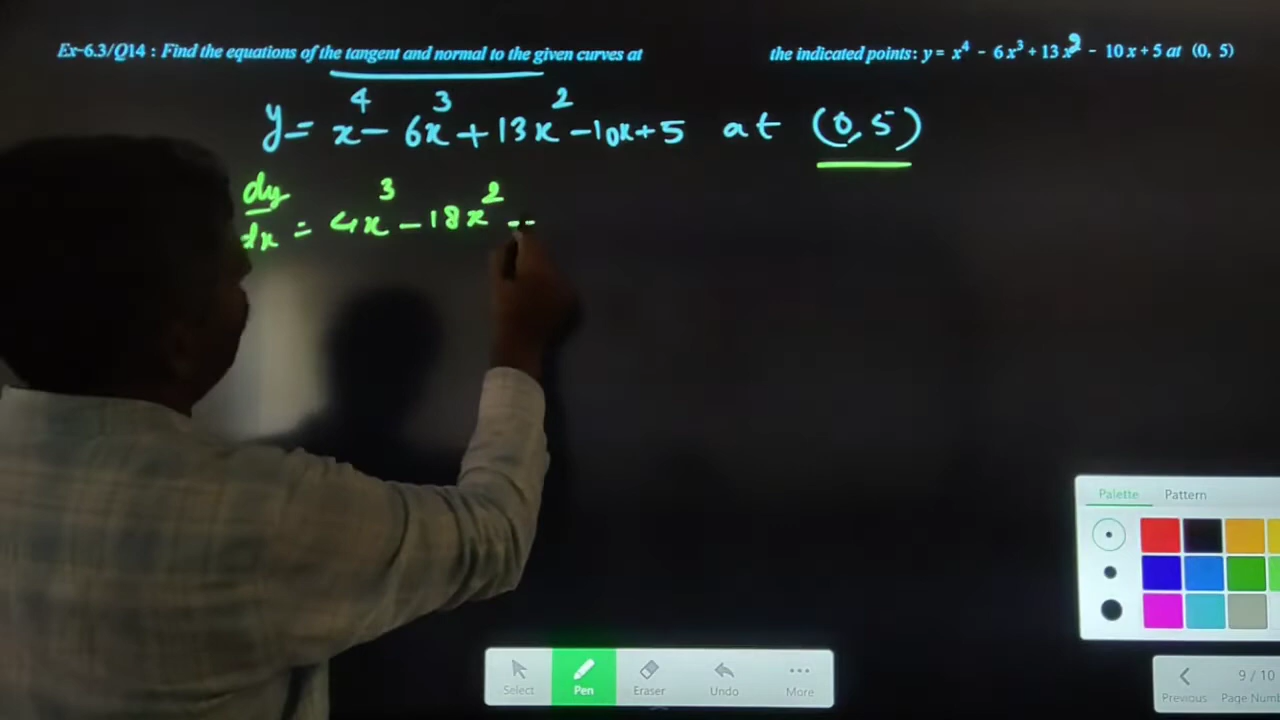 Ex-6.3/Q14 : Find the equations of the tangent and normal to the given curves at the indicated points: y = x⁴ - 6x³ + 13x² - 10x + 5 at (0, 5)
y = x⁴ - 6x³ + 13x² - 10x + 5 at (0, 5)
dy/dx = 4x³ - 18x²
Palette Pattern
Select Pen Eraser Undo More
9 / 10
Previous